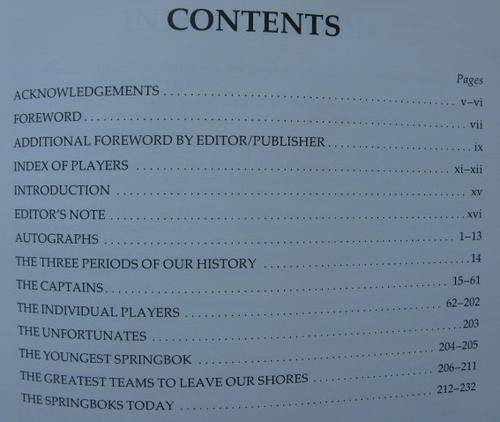 CONTENTS
Pages
ACKNOWLEDGEMENTS v–vi
FOREWORD vii
ADDITIONAL FOREWORD BY EDITOR/PUBLISHER ix
INDEX OF PLAYERS xi–xii
INTRODUCTION xv
EDITOR'S NOTE xvi
AUTOGRAPHS 1–13
THE THREE PERIODS OF OUR HISTORY 14
THE CAPTAINS 15–61
THE INDIVIDUAL PLAYERS 62–202
THE UNFORTUNATES 203
THE YOUNGEST SPRINGBOK 204–205
THE GREATEST TEAMS TO LEAVE OUR SHORES 206–211
THE SPRINGBOKS TODAY 212–232